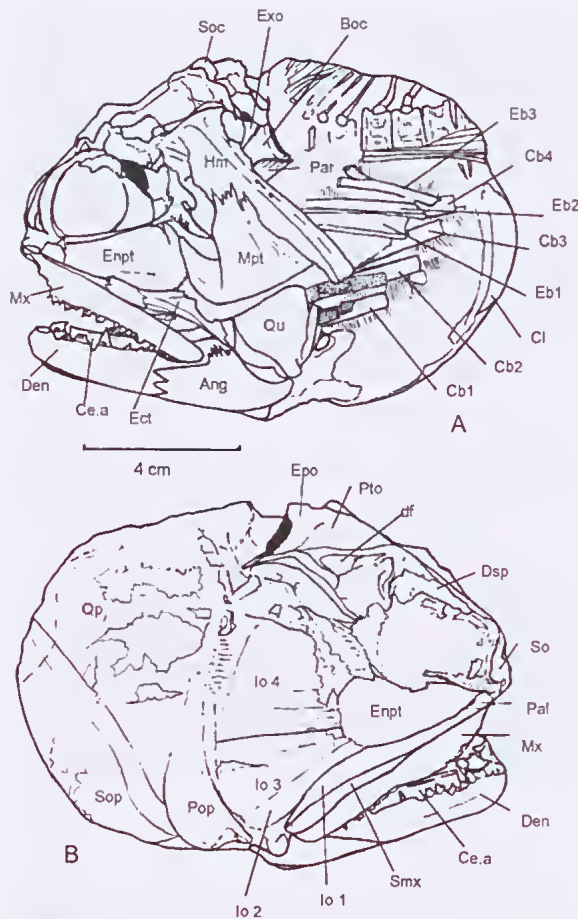 Soc
Exo
Boc
Eb3
Cb4
Hm
Par
Eb2
Cb3
Enpt
Mpt
Eb1
Mx
Qu
Cl
Cb2
Den
Ang
Cb1
Ce.a
Ect
A
4 cm
Epo
Pto
df
Dsp
Op
So
Io 4
Enpt
Pal
Mx
Io 3
Sop
Pop
Den
B
Ce.a
Smx
Io 1
Io 2